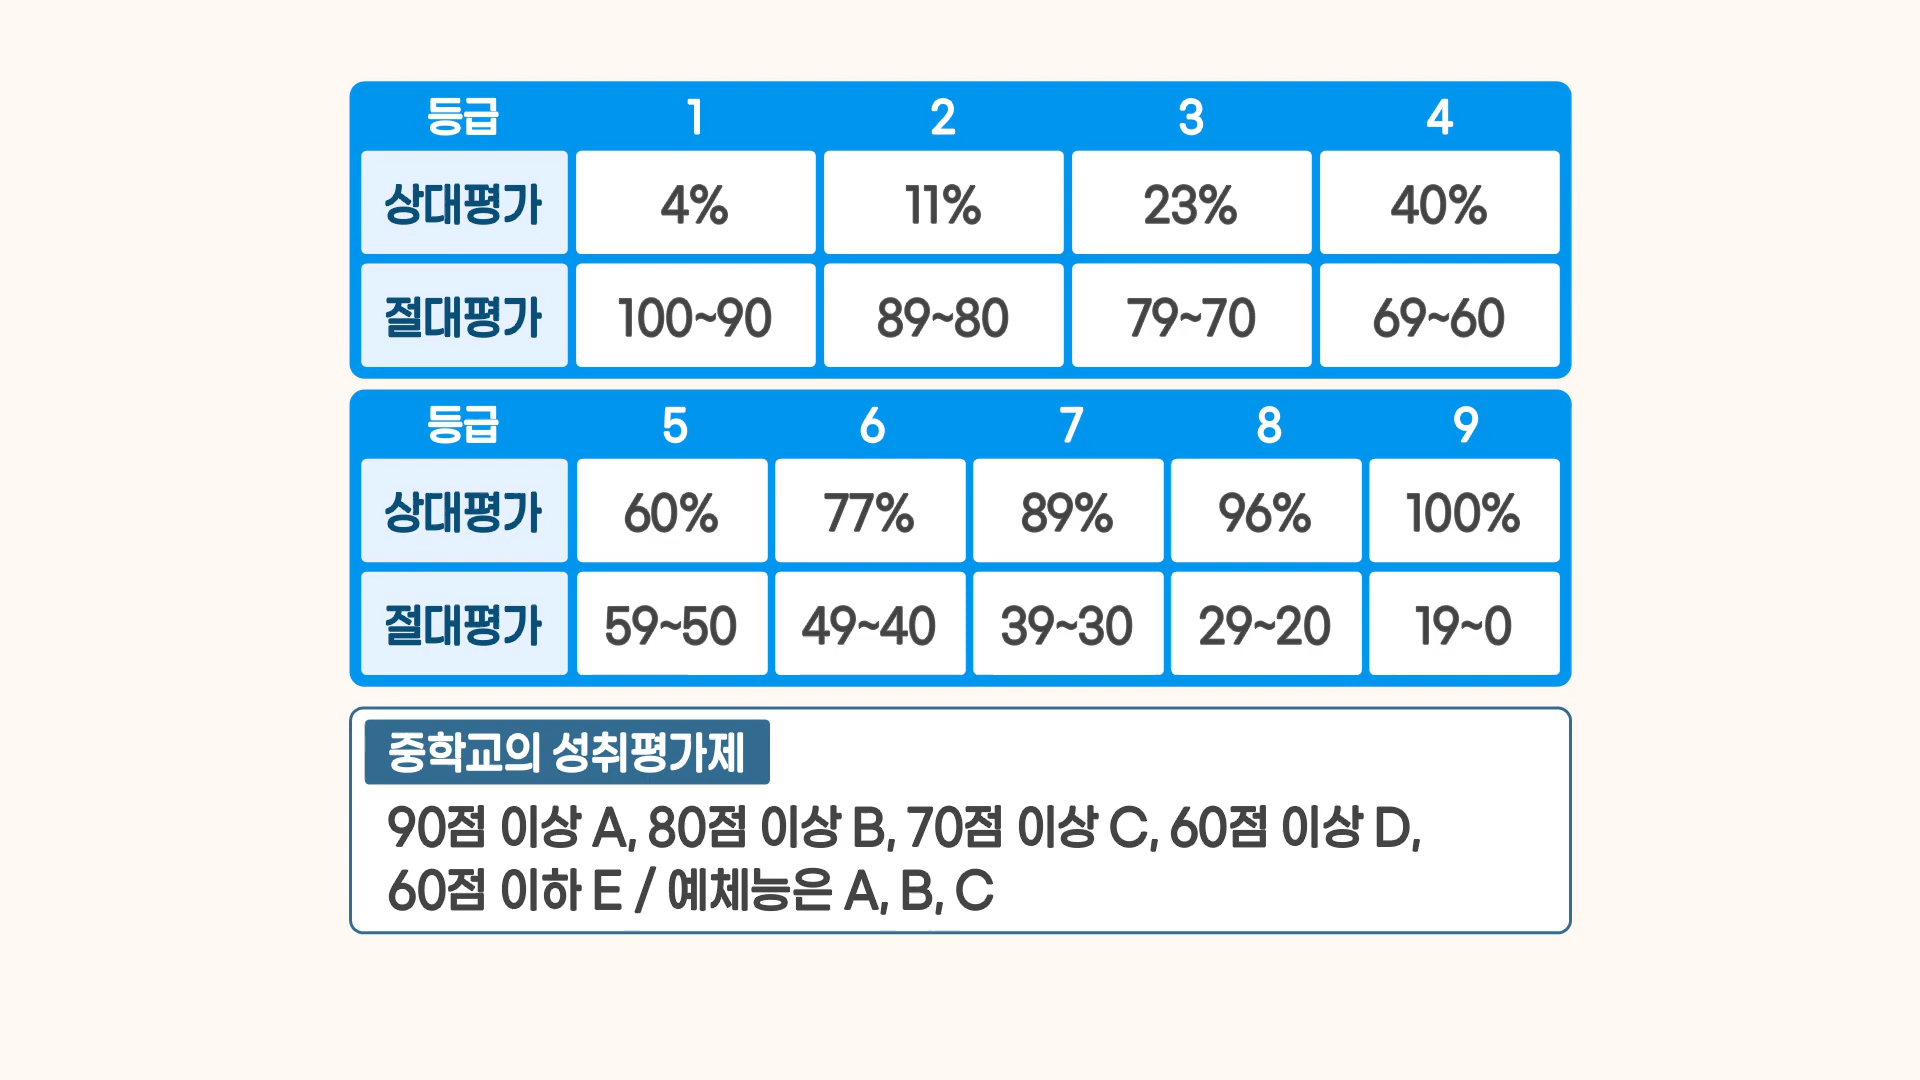 등급 1 2 3 4
상대평가 4% 11% 23% 40%
절대평가 100~90 89~80 79~70 69~60
등급 5 6 7 8 9
상대평가 60% 77% 89% 96% 100%
절대평가 59~50 49~40 39~30 29~20 19~0
중학교의 성취평가제
90점 이상 A, 80점 이상 B, 70점 이상 C, 60점 이상 D,
60점 이하 E / 예체능은 A, B, C